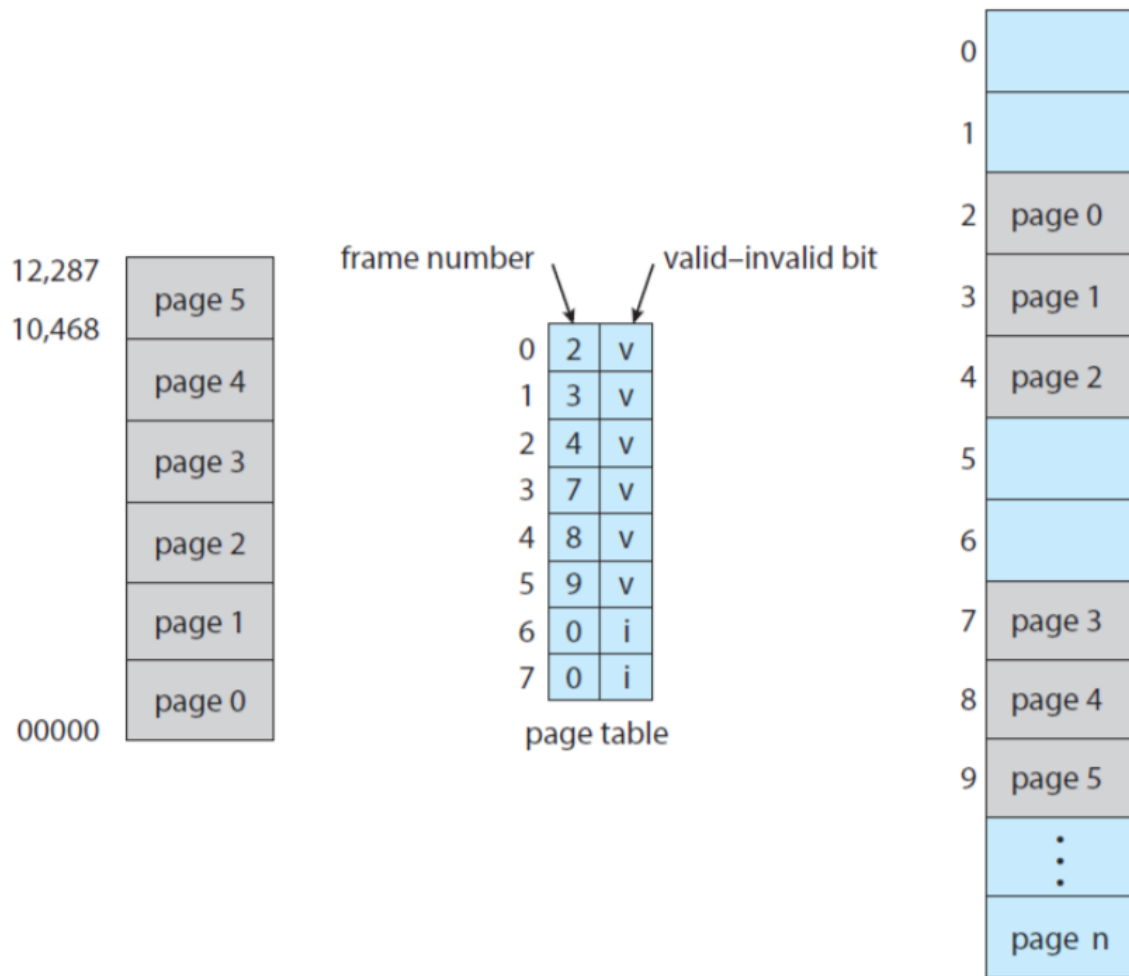 12,287
page 5
10,468
page 4
page 3
page 2
page 1
page 0
00000
frame number
valid–invalid bit
0 2 v
1 3 v
2 4 v
3 7 v
4 8 v
5 9 v
6 0 i
7 0 i
page table
0
1
2 page 0
3 page 1
4 page 2
5
6
7 page 3
8 page 4
9 page 5
⋮
page n